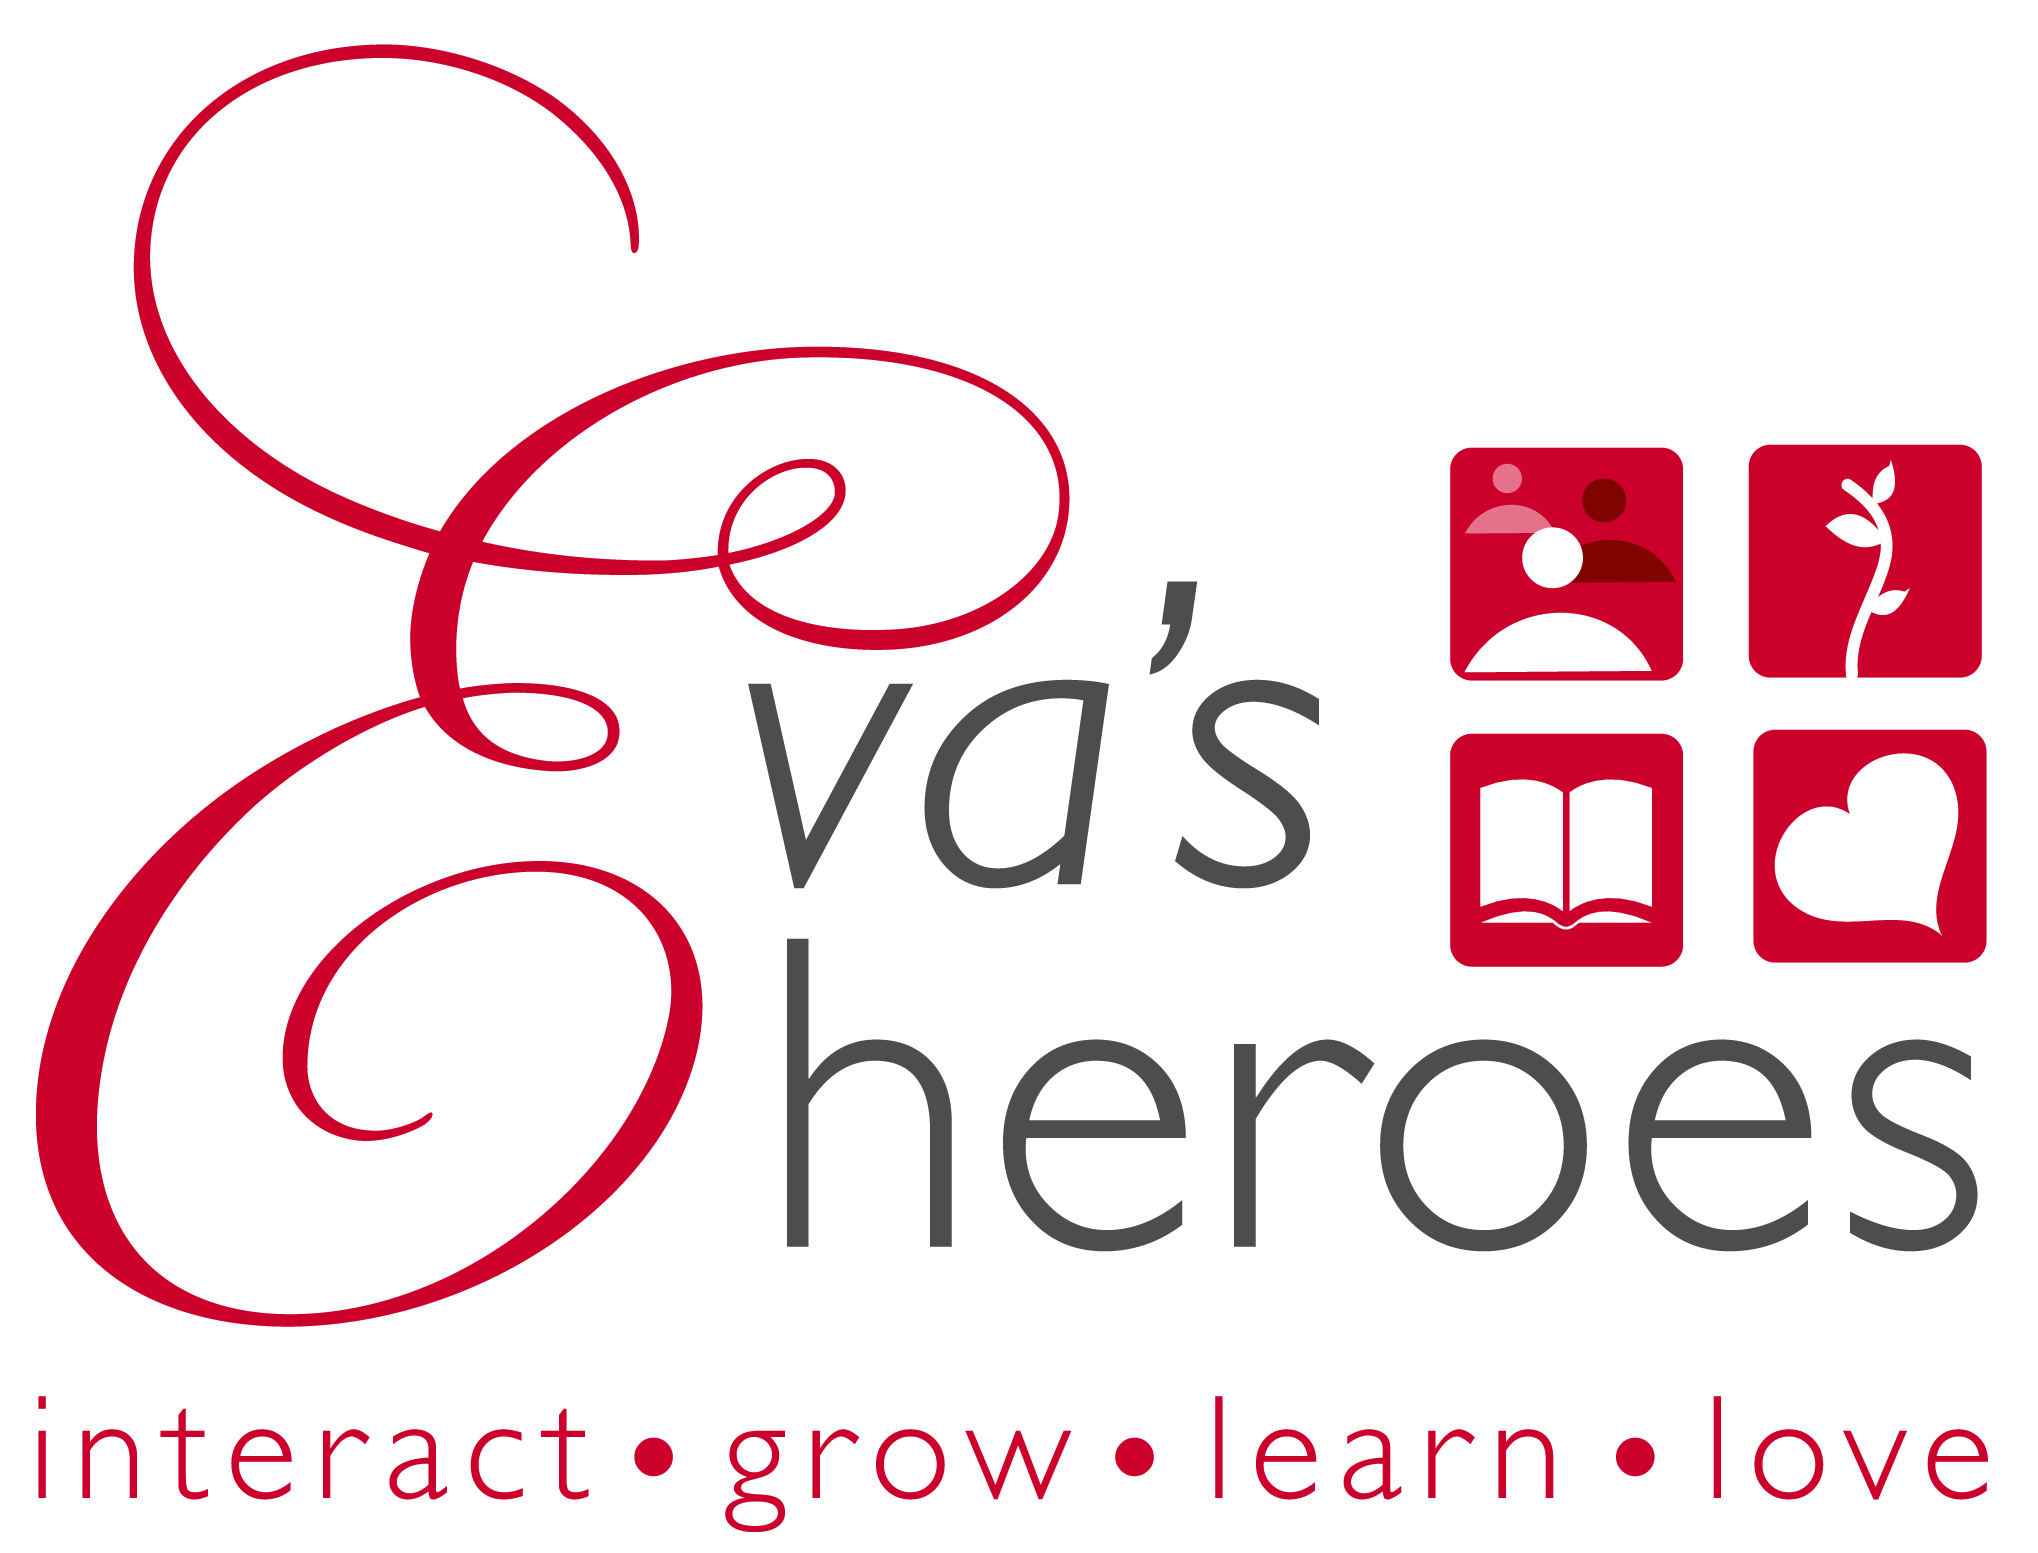 Eva's
heroes
interact • grow • learn • love